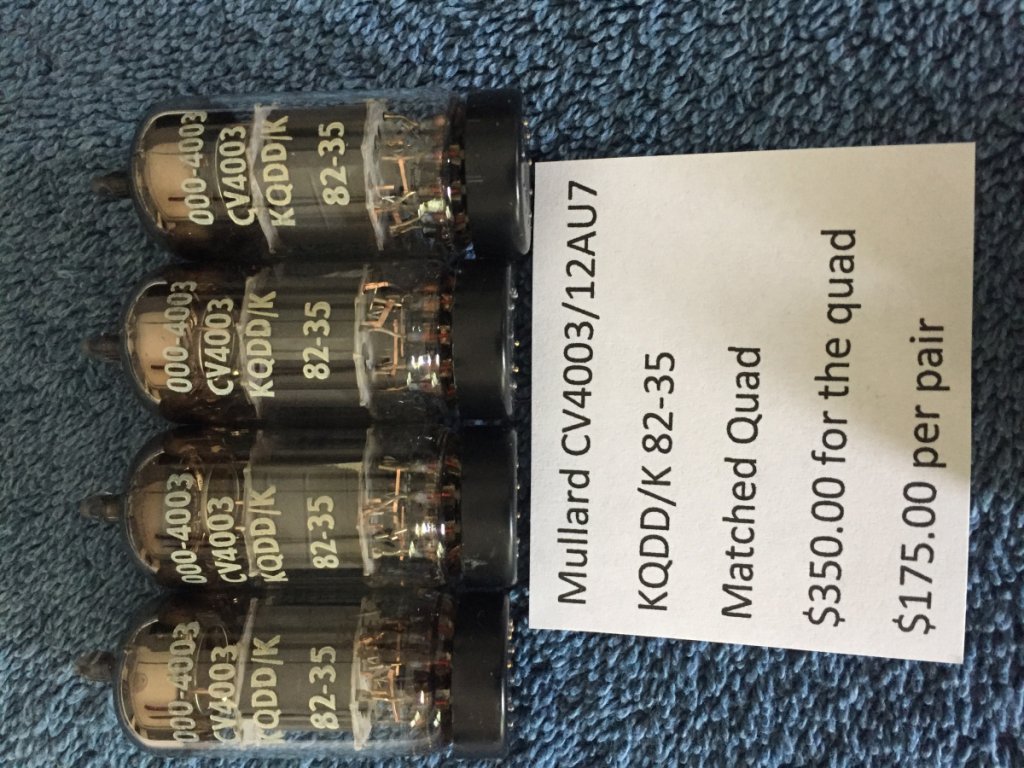 000-4003
CV4003
KQDD/K
82-35
000-4003
CV4003
KQDD/K
82-35
000-4003
CV4003
KQDD/K
82-35
000-4003
CV4003
KQDD/K
82-35
Mullard CV4003/12AU7
KQDD/K 82-35
Matched Quad
$350.00 for the quad
$175.00 per pair